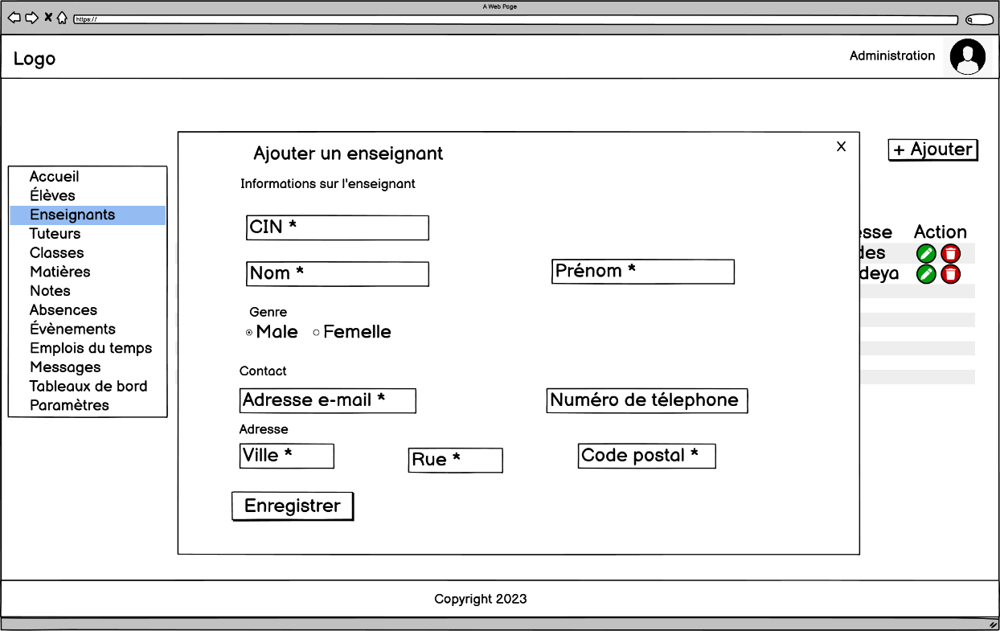 A Web Page
https://
Logo
Administration
Ajouter un enseignant
X
+ Ajouter
Informations sur l'enseignant
Accueil
Élèves
Enseignants
Tuteurs
Classes
Matières
Notes
Absences
Évènements
Emplois du temps
Messages
Tableaux de bord
Paramètres
CIN *
Nom *
Prénom *
Genre
Male Femelle
Contact
Adresse e-mail *
Numéro de télephone
Adresse
Ville *
Rue *
Code postal *
Enregistrer
esse Action
des
deya
Copyright 2023